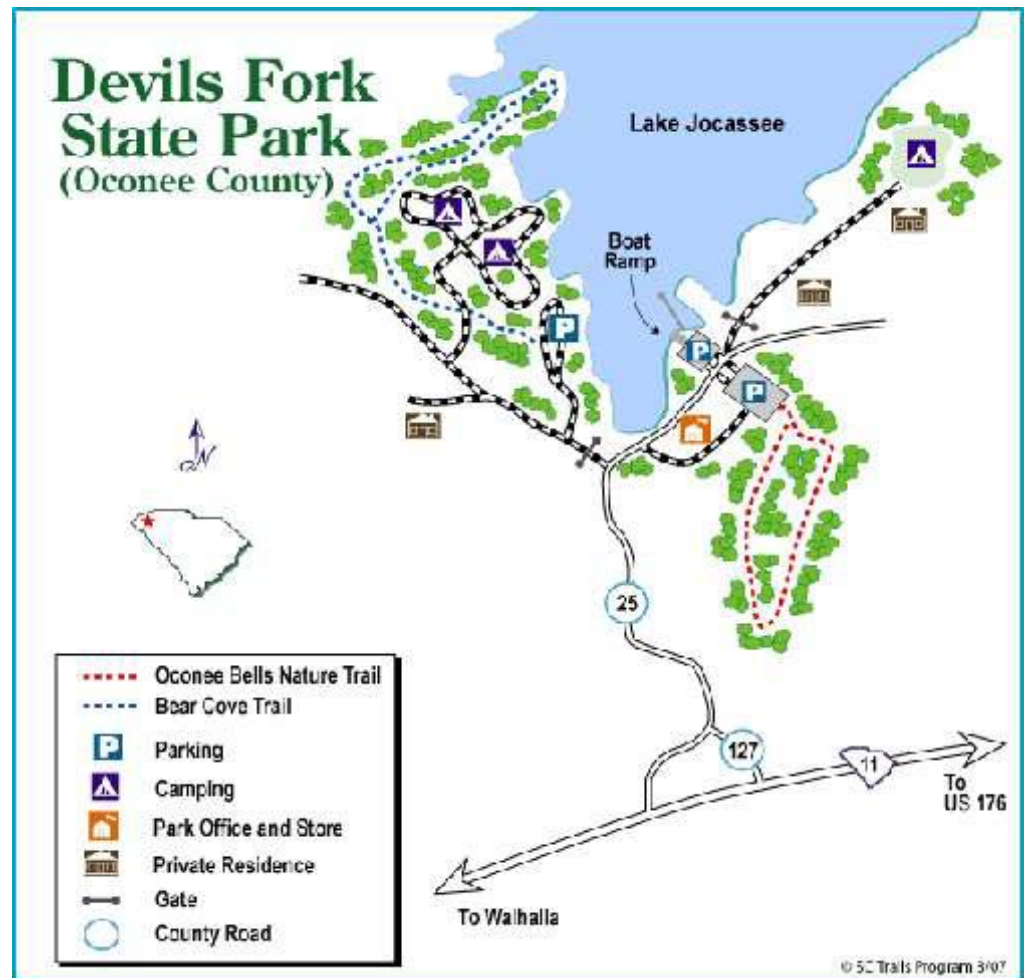 Devils Fork
State Park
(Oconee County)
Lake Jocassee
Boat
Ramp
P
P
P
N
25
127
11
To
US 176
To Walhalla
Oconee Bells Nature Trail
Bear Cove Trail
P Parking
Camping
Park Office and Store
Private Residence
Gate
County Road
© SC Trails Program 3/07